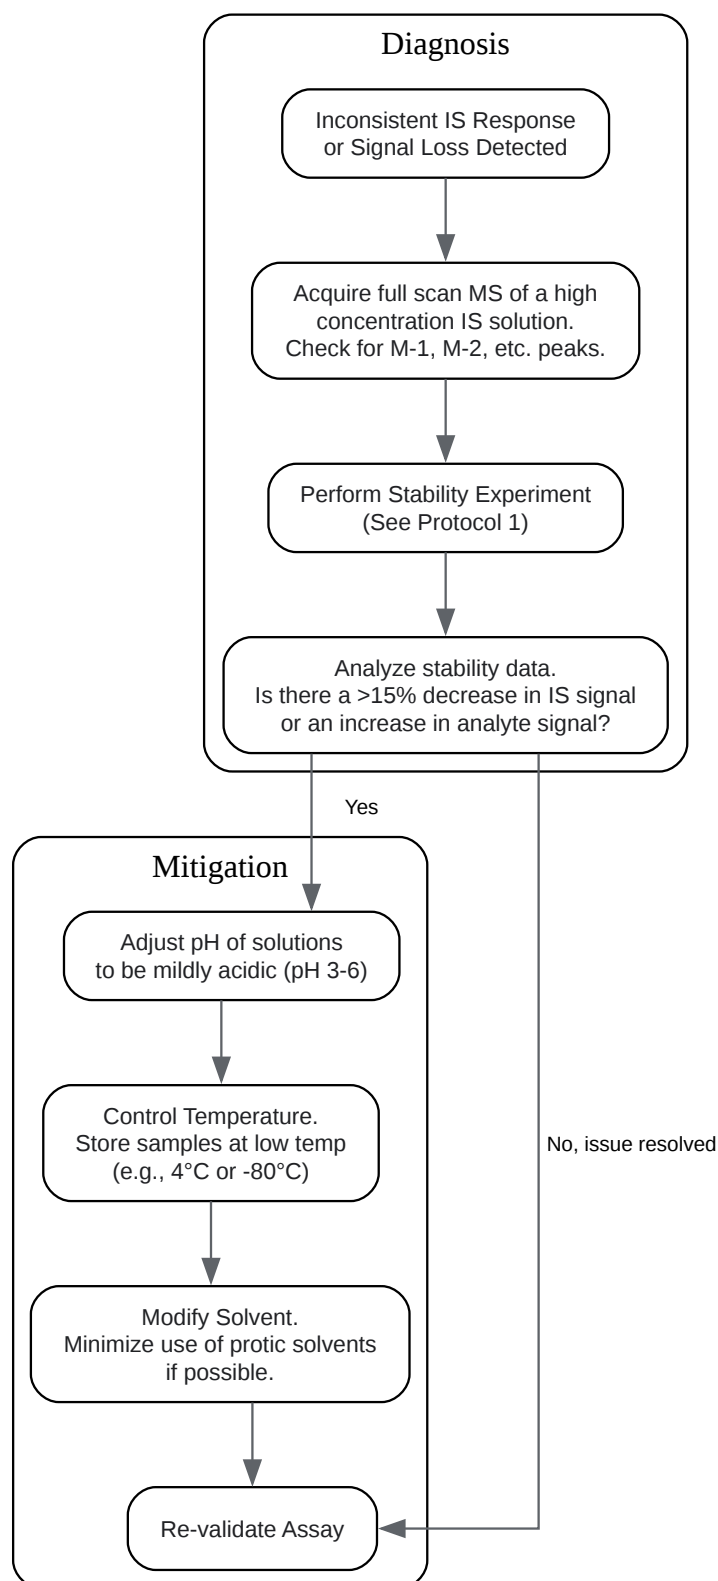 Diagnosis
Inconsistent IS Response
or Signal Loss Detected
Acquire full scan MS of a high
concentration IS solution.
Check for M-1, M-2, etc. peaks.
Perform Stability Experiment
(See Protocol 1)
Analyze stability data.
Is there a >15% decrease in IS signal
or an increase in analyte signal?
Yes
Mitigation
Adjust pH of solutions
to be mildly acidic (pH 3-6)
Control Temperature.
Store samples at low temp
(e.g., 4°C or -80°C)
No, issue resolved
Modify Solvent.
Minimize use of protic solvents
if possible.
Re-validate Assay